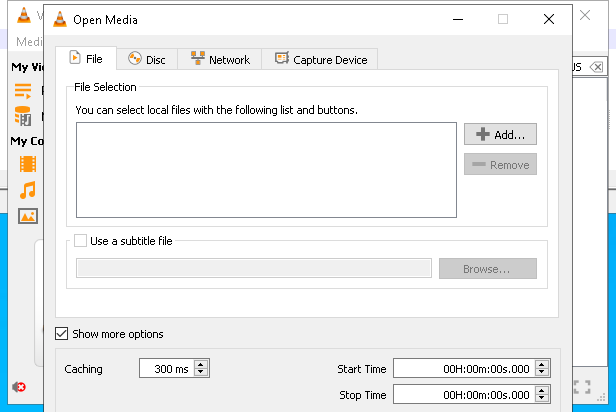 Open Media
Medi
File
Disc
Network
Capture Device
My Vi
File Selection
You can select local files with the following list and buttons.
Add...
Remove
My Co
Use a subtitle file
Browse...
Show more options
Caching
300 ms
Start Time
00H:00m:00s.000
Stop Time
00H:00m:00s.000